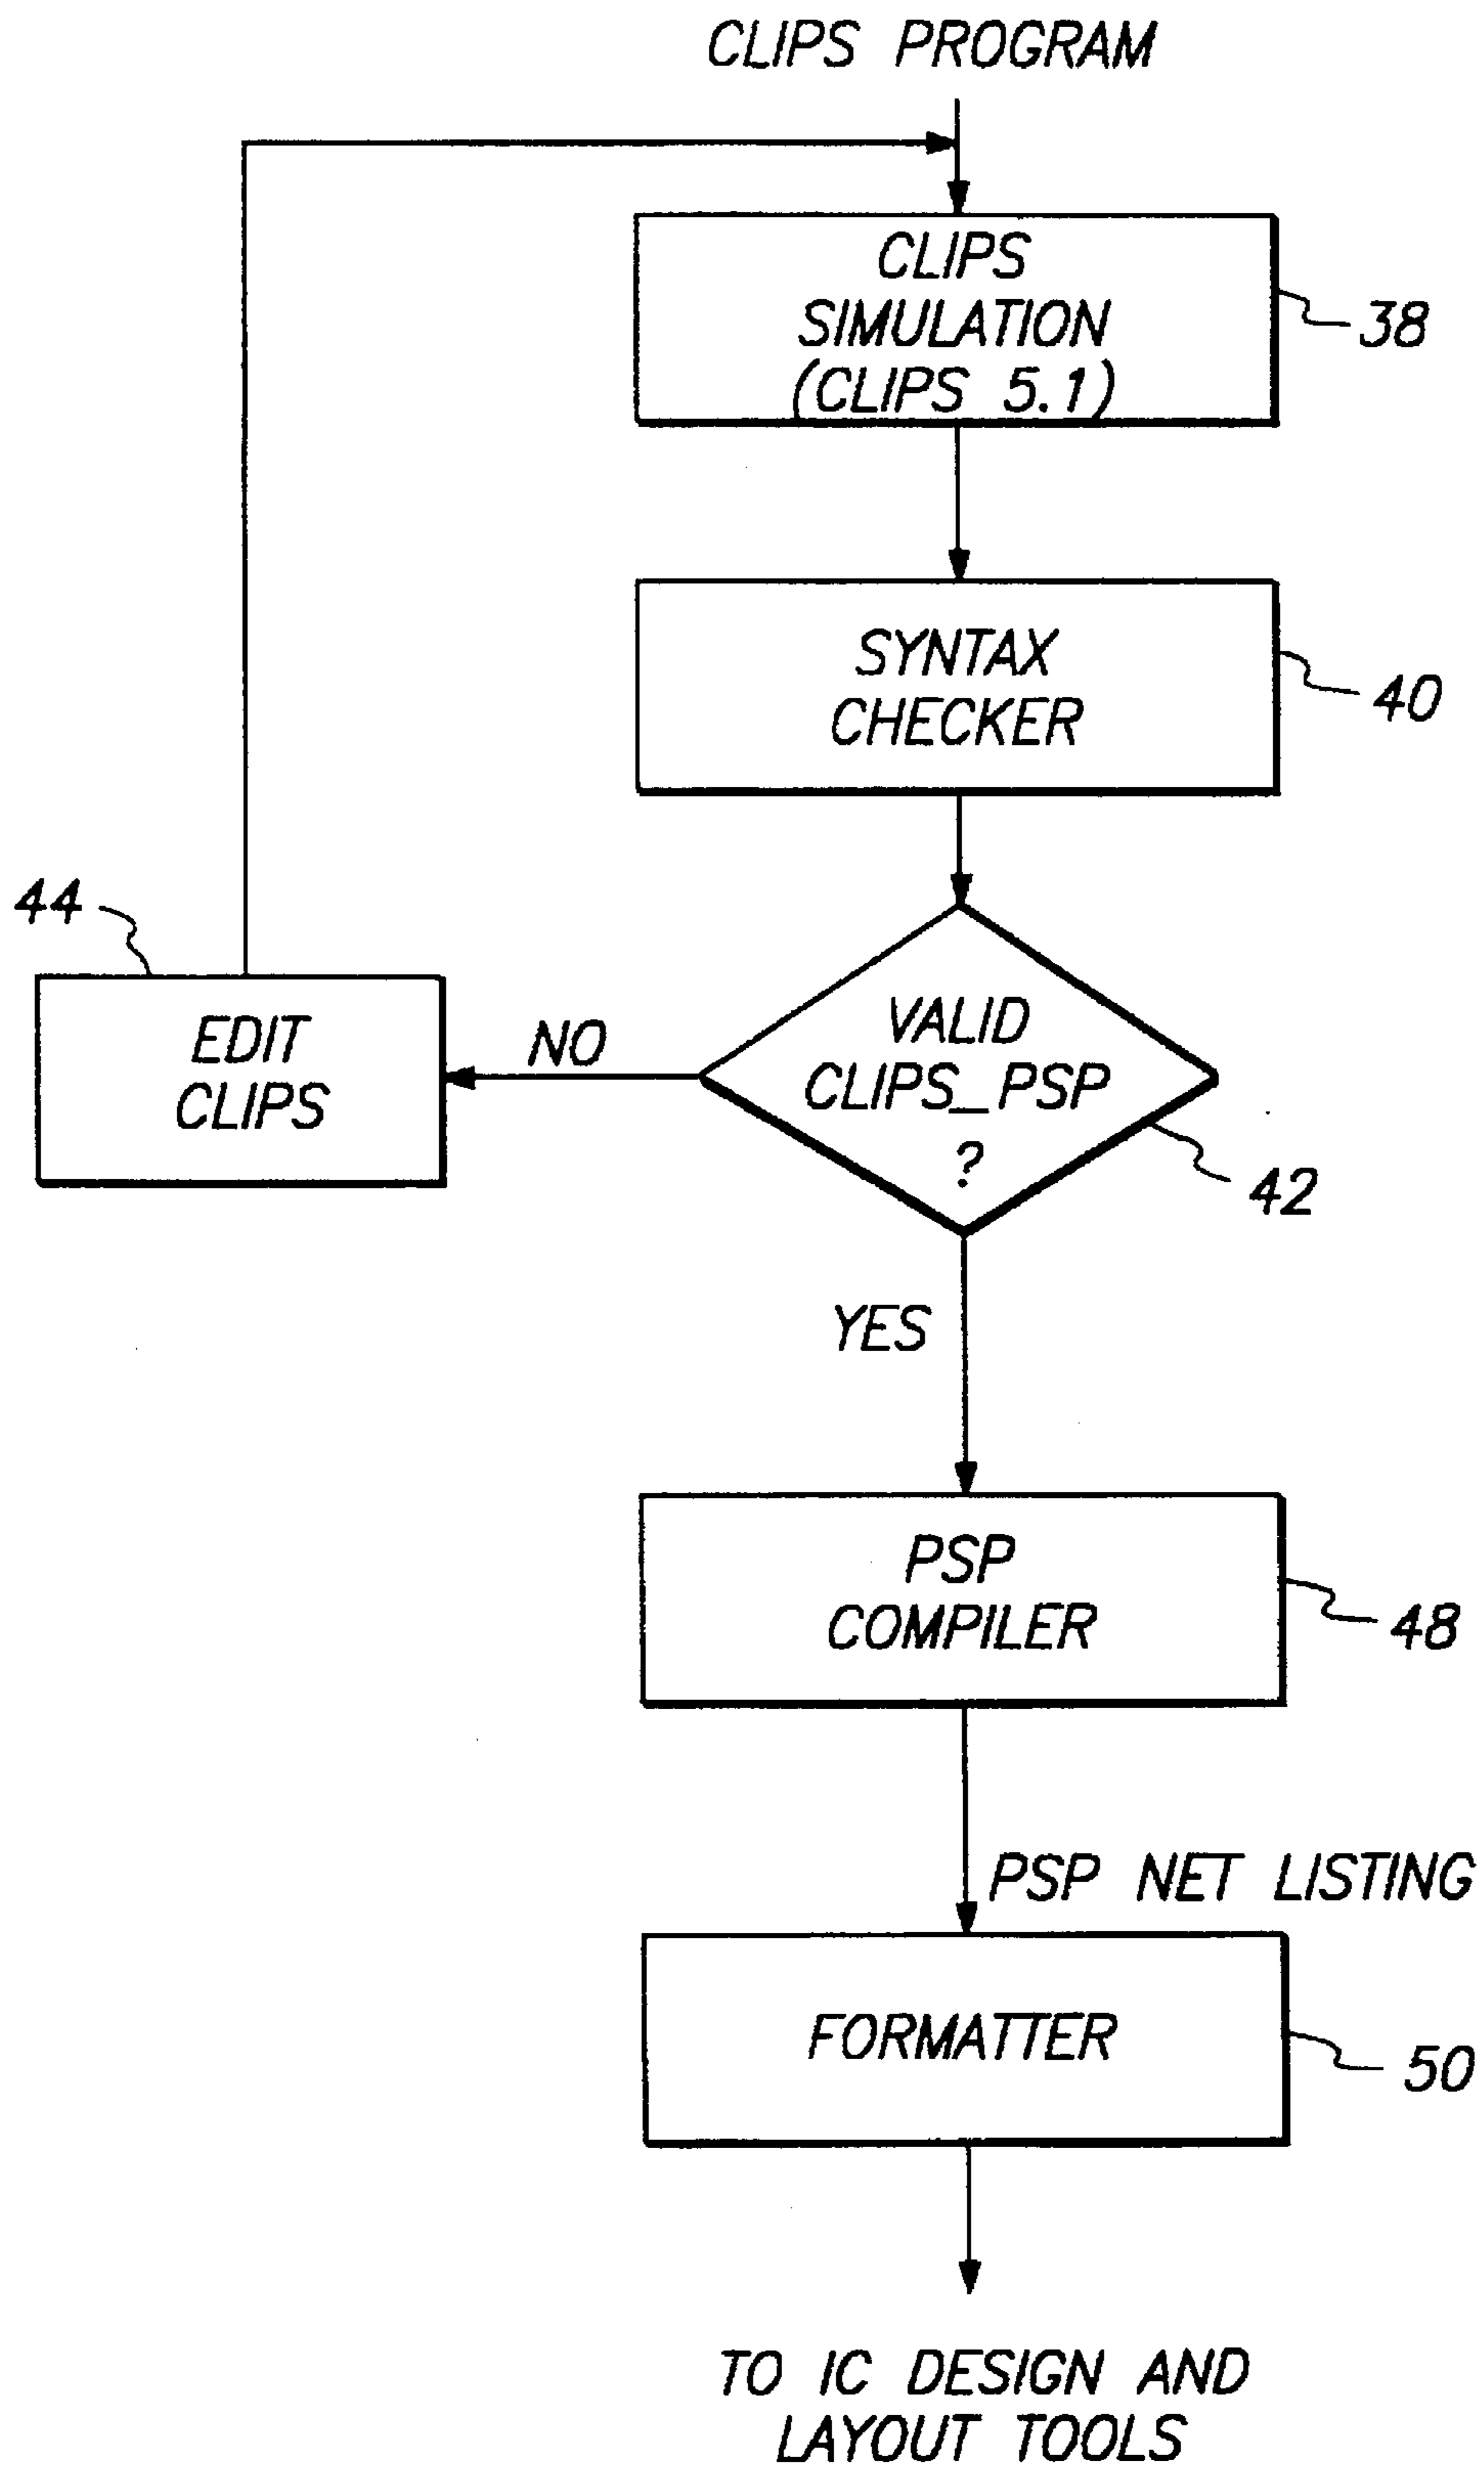 CLIPS PROGRAM
CLIPS
SIMULATION
(CLIPS 5.1)
38
SYNTAX
CHECKER
40
44
EDIT
CLIPS
NO
VALID
CLIPS_PSP
?
42
YES
PSP
COMPILER
48
PSP NET LISTING
FORMATTER
50
TO IC DESIGN AND
LAYOUT TOOLS